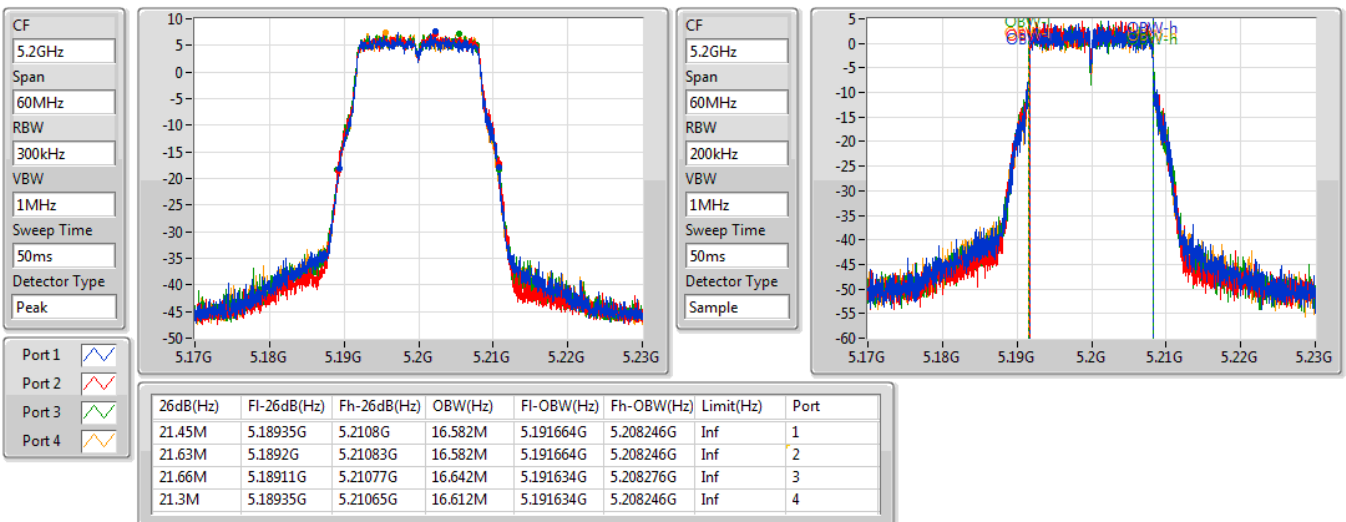 CF
5.2GHz
Span
60MHz
RBW
300kHz
VBW
1MHz
Sweep Time
50ms
Detector Type
Peak
10
5
0
-5
-10
-15
-20
-25
-30
-35
-40
-45
-50
5.17G 5.18G 5.19G 5.2G 5.21G 5.22G 5.23G
CF
5.2GHz
Span
60MHz
RBW
200kHz
VBW
1MHz
Sweep Time
50ms
Detector Type
Sample
5
0
-5
-10
-15
-20
-25
-30
-35
-40
-45
-50
-55
-60
OBW-h
OBW-h
5.17G 5.18G 5.19G 5.2G 5.21G 5.22G 5.23G
Port 1
Port 2
Port 3
Port 4
26dB(Hz) Fl-26dB(Hz) Fh-26dB(Hz) OBW(Hz) Fl-OBW(Hz) Fh-OBW(Hz) Limit(Hz) Port
21.45M 5.18935G 5.2108G 16.582M 5.191664G 5.208246G Inf 1
21.63M 5.1892G 5.21083G 16.582M 5.191664G 5.208246G Inf 2
21.66M 5.18911G 5.21077G 16.642M 5.191634G 5.208276G Inf 3
21.3M 5.18935G 5.21065G 16.612M 5.191634G 5.208246G Inf 4